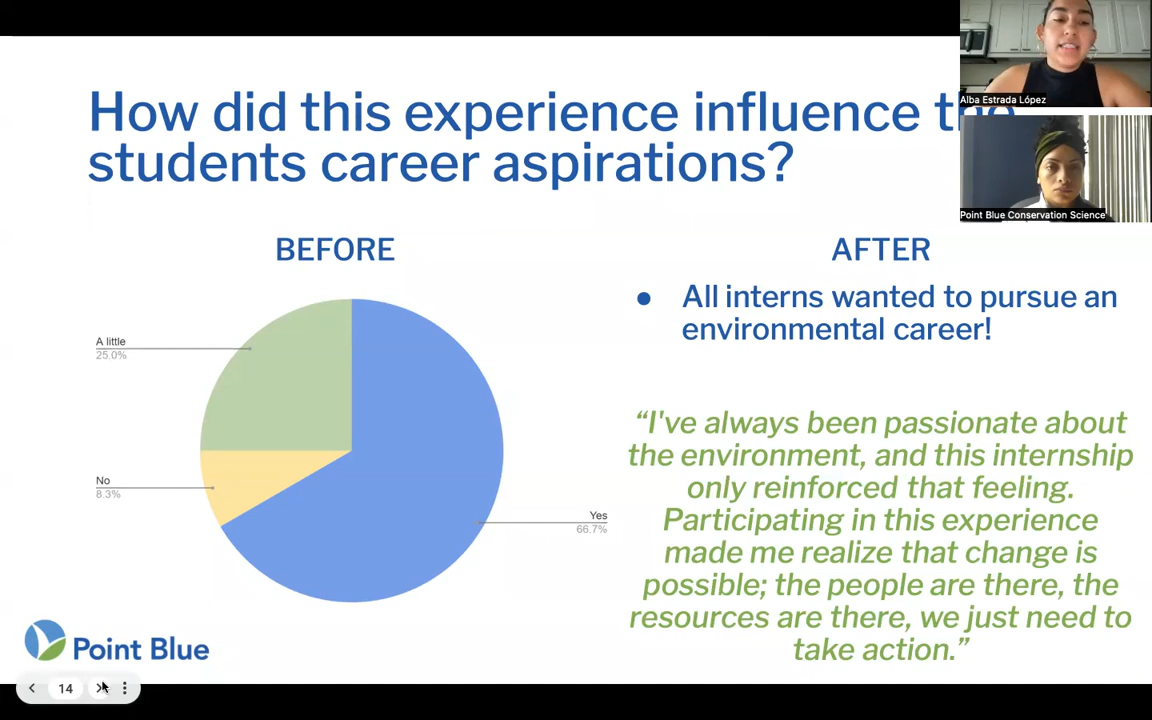 How did this experience influence the
students career aspirations?
Alba Estrada López
Point Blue Conservation Science
BEFORE
A little
25.0%
No
8.3%
Yes
66.7%
AFTER
● All interns wanted to pursue an
environmental career!
“I've always been passionate about
the environment, and this internship
only reinforced that feeling.
Participating in this experience
made me realize that change is
possible; the people are there, the
resources are there, we just need to
take action.”
Point Blue
14